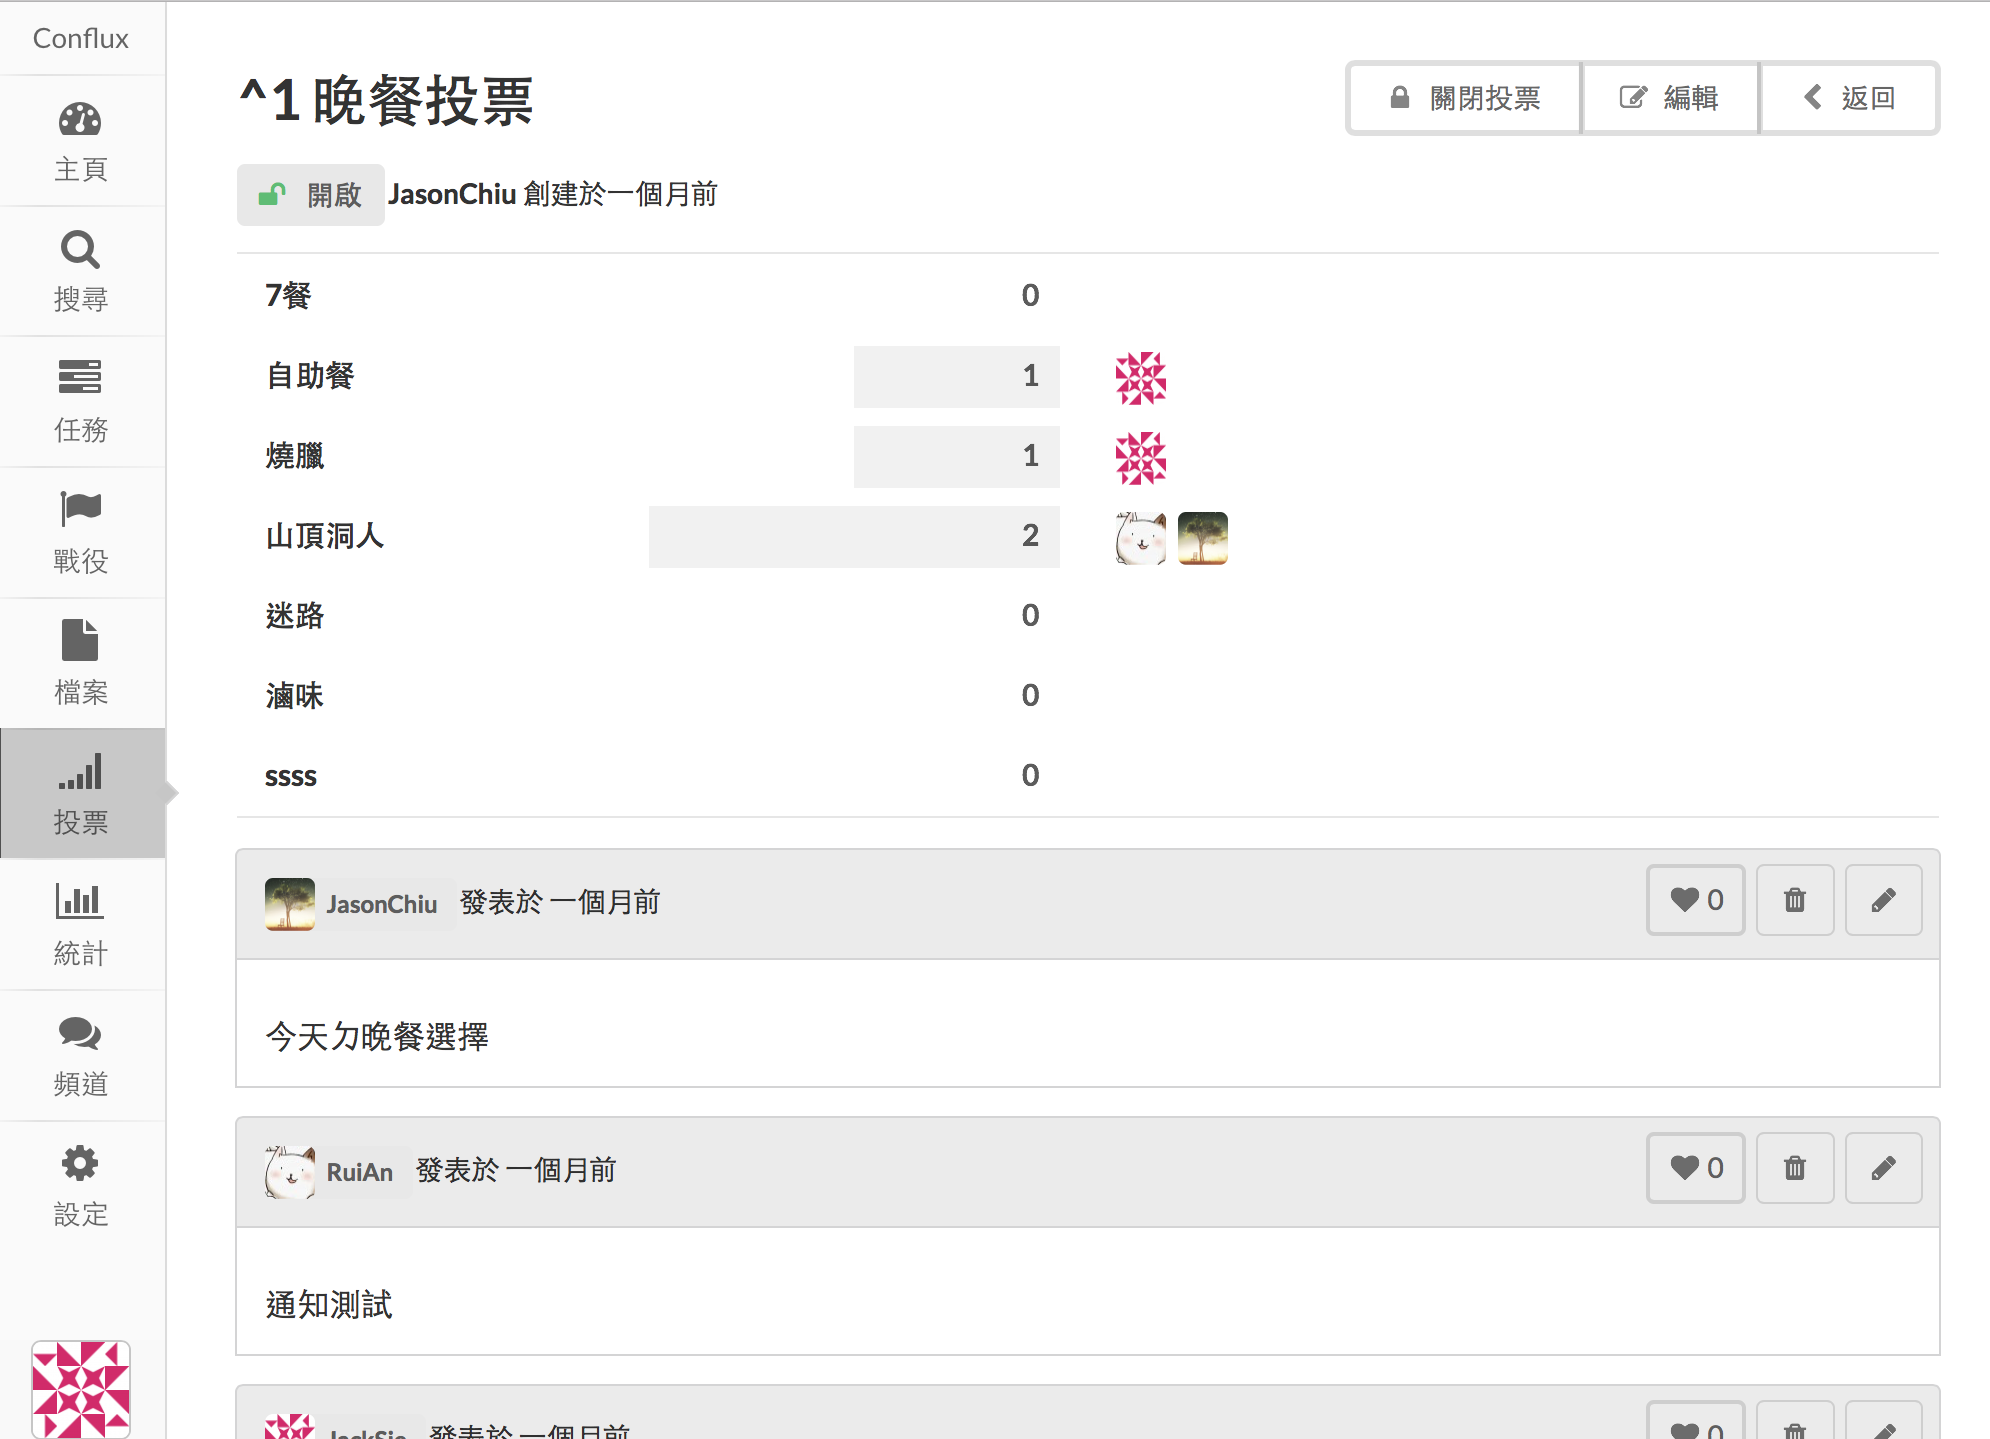 Conflux
主頁
搜尋
任務
戰役
檔案
投票
統計
頻道
設定
^1 晚餐投票
關閉投票
編輯
返回
開啟 JasonChiu 創建於一個月前
7餐 0
自助餐 1
燒臘 1
山頂洞人 2
迷路 0
滷味 0
ssss 0
JasonChiu 發表於 一個月前
0
今天ㄉ晚餐選擇
RuiAn 發表於 一個月前
0
通知測試
JackSie 發表於 一個月前
0